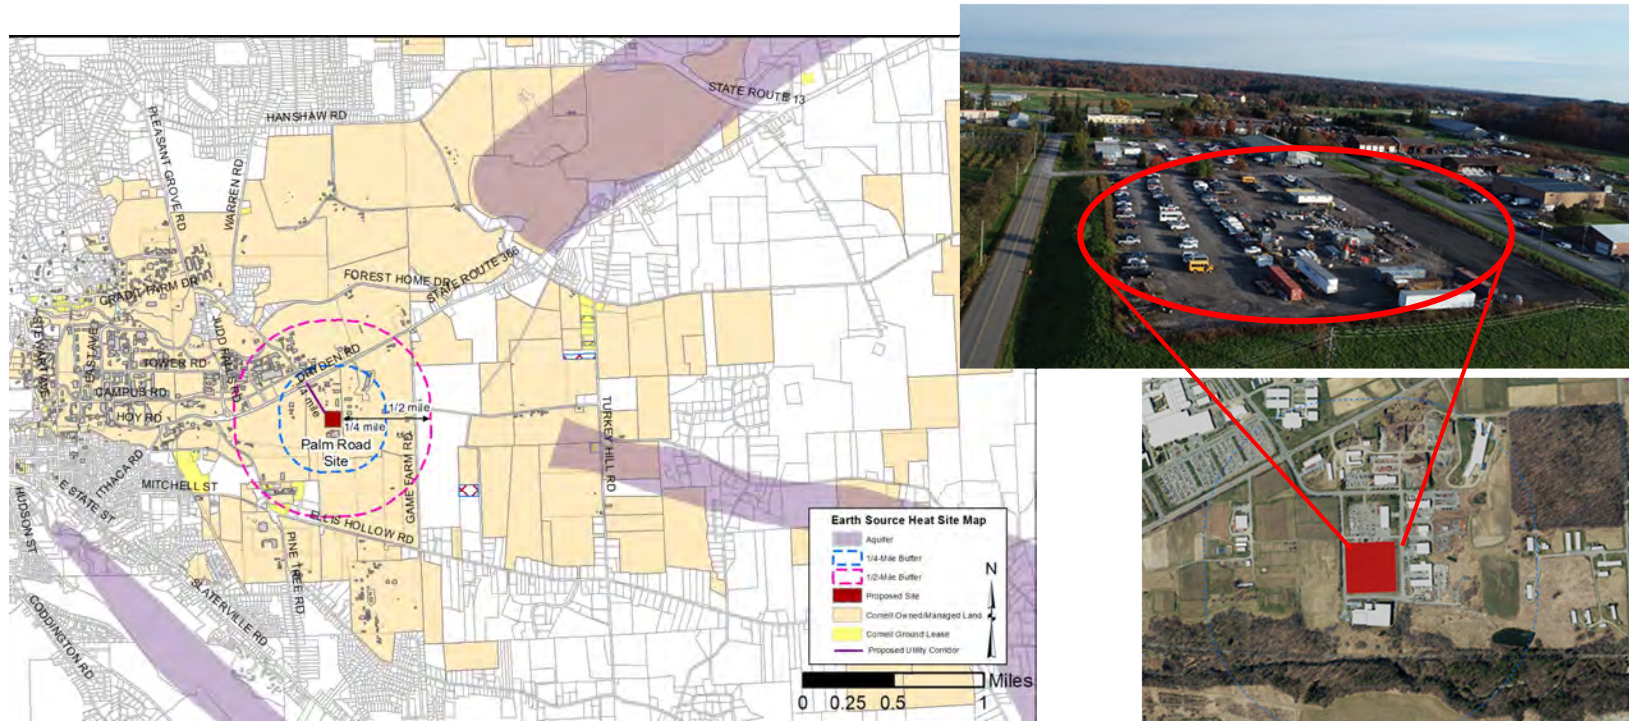 STATE ROUTE 13
HANSHAW RD
PLEASANT GROVE RD
WARREN RD
FOREST HOME DR
STATE ROUTE 366
CRADIT FARM DR
JUDD FALLS RD
STEWART AVE
EAST AVE
TOWER RD
DRYDEN RD
CAMPUS RD
HOY RD
1/2 mile
1/4 mile
Palm Road
Site
TURKEY HILL RD
GAME FARM RD
ITHACA RD
MITCHELL ST
E STATE ST
HUDSON ST
ELLIS HOLLOW RD
PINE TREE RD
SLATERVILLE RD
CODDINGTON RD
Earth Source Heat Site Map
Aquifer
1/4-Mile Buffer
1/2-Mile Buffer
Proposed Site
Cornell Owned/Managed Land
Cornell Ground Lease
Proposed Utility Corridor
N
Miles
0 0.25 0.5 1